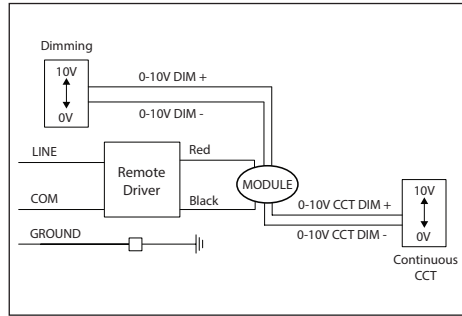 Dimming
10V
0V
0-10V DIM +
0-10V DIM -
LINE
COM
GROUND
Remote
Driver
Red
Black
MODULE
0-10V CCT DIM +
0-10V CCT DIM -
10V
0V
Continuous
CCT